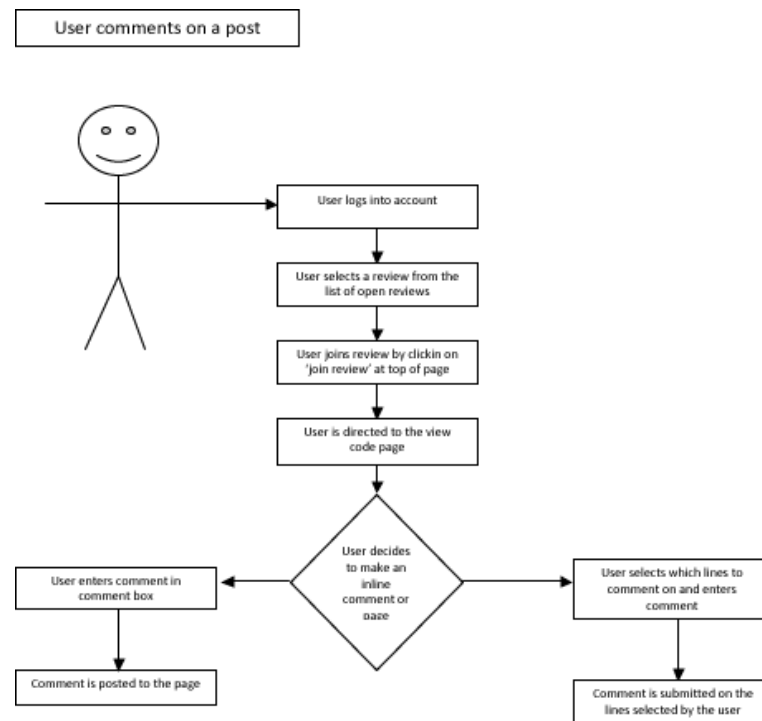 User comments on a post
User logs into account
User selects a review from the
list of open reviews
User joins review by clickin on
'join review' at top of page
User is directed to the view
code page
User decides
to make an
inline
comment or
page
User enters comment in
comment box
Comment is posted to the page
User selects which lines to
comment on and enters
comment
Comment is submitted on the
lines selected by the user